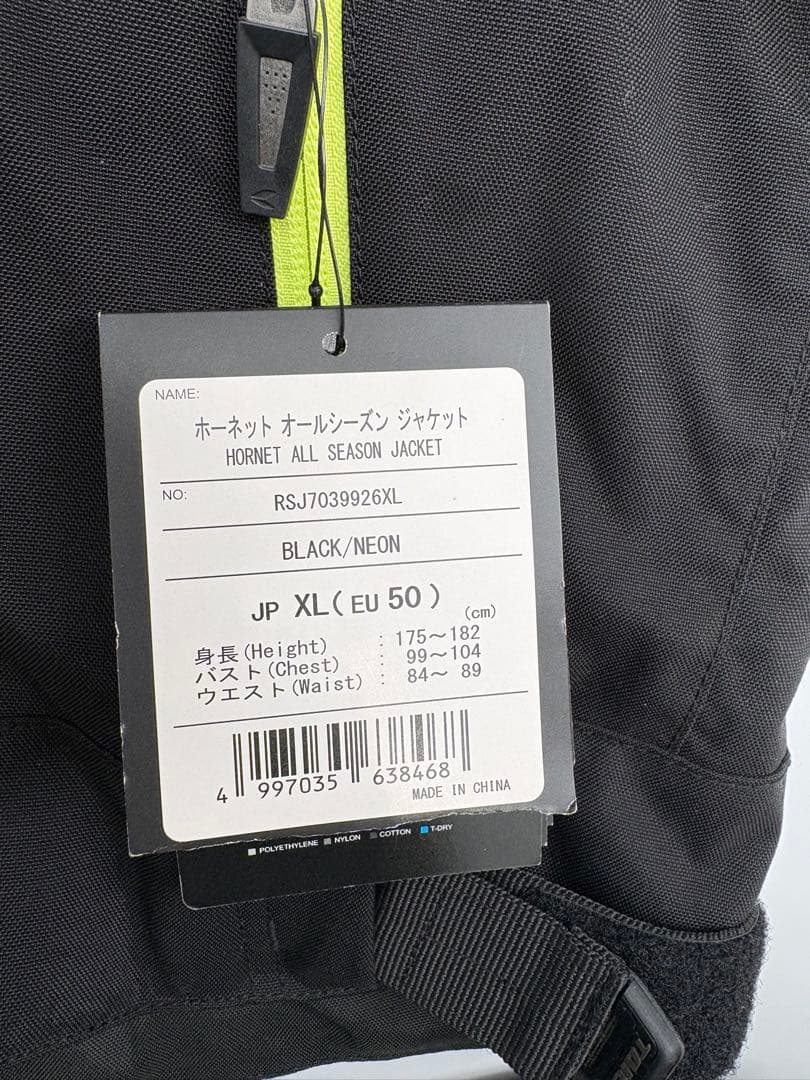 NAME:
ホーネット オールシーズン ジャケット
HORNET ALL SEASON JACKET
NO:
RSJ7039926XL
BLACK/NEON
JP XL(EU 50)
(cm)
身長(Height) : 175～182
バスト(Chest) : 99～104
ウエスト(Waist) : 84～ 89
4 997035 638468
MADE IN CHINA
POLYETHYLENE NYLON COTTON T-DRY